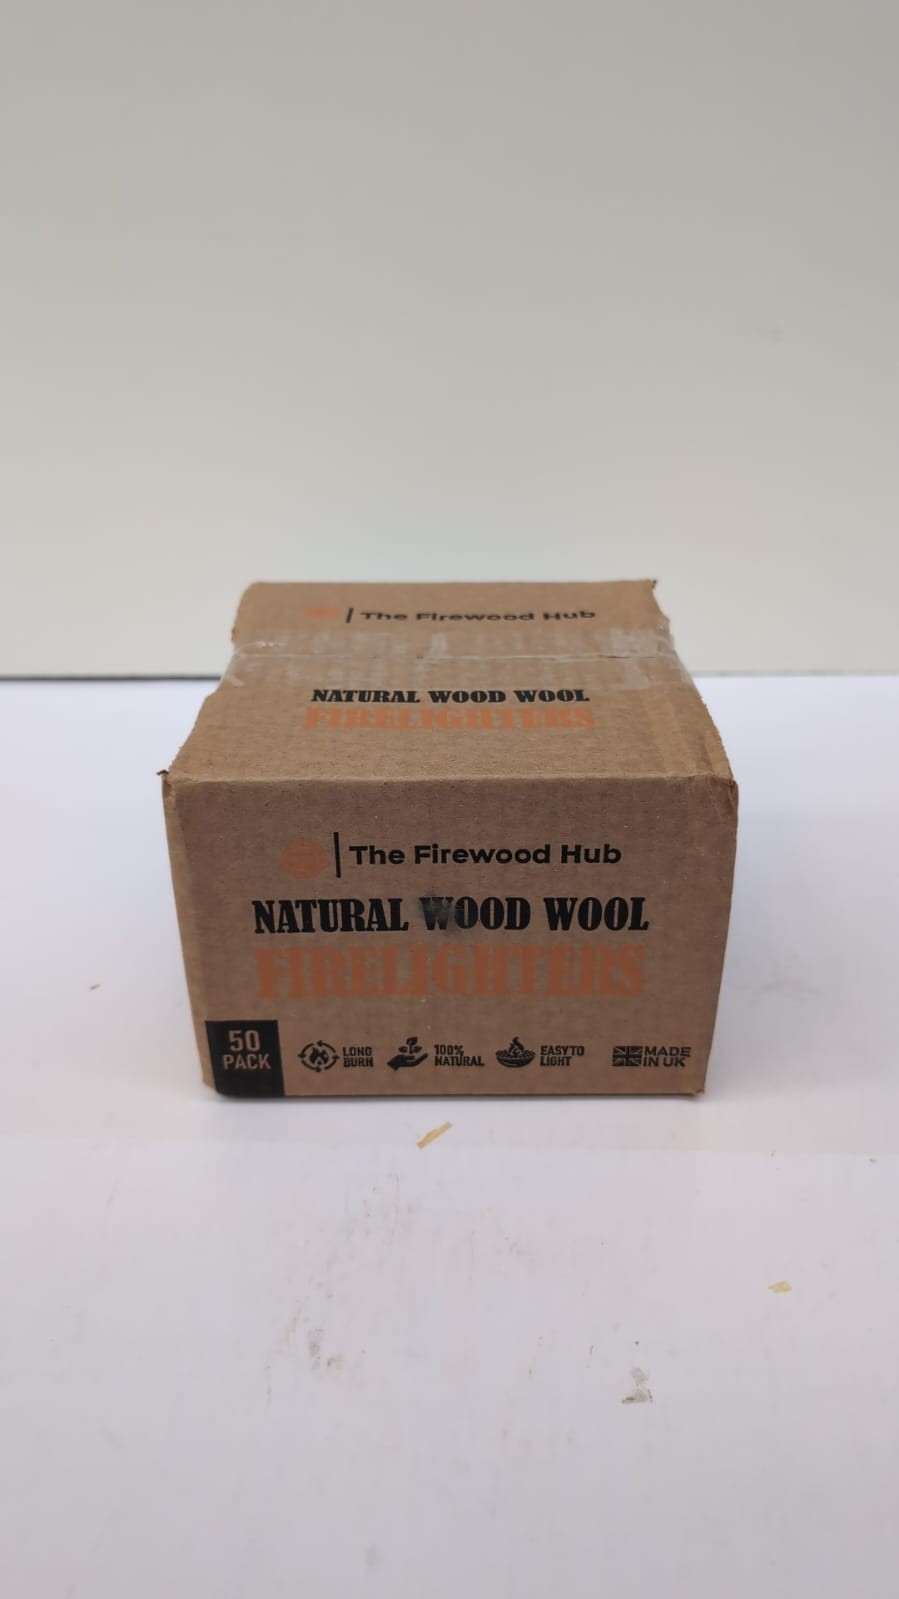 The Firewood Hub
NATURAL WOOD WOOL
FIRELIGHTERS
The Firewood Hub
NATURAL WOOD WOOL
FIRELIGHTERS
50
PACK
LONG
BURN
100%
NATURAL
EASY TO
LIGHT
MADE
IN UK